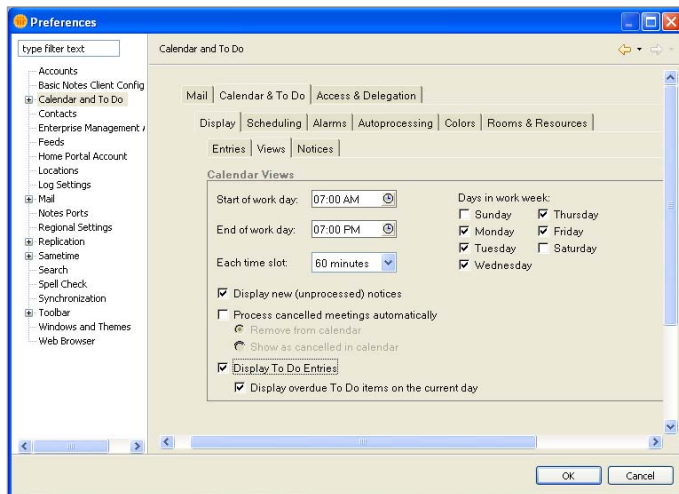 Preferences
type filter text
Calendar and To Do
Accounts
Basic Notes Client Config
Calendar and To Do
Contacts
Enterprise Management
Feeds
Home Portal Account
Locations
Log Settings
Mail
Notes Ports
Regional Settings
Replication
Sametime
Search
Spell Check
Synchronization
Toolbar
Windows and Themes
Web Browser
Mail Calendar & To Do Access & Delegation
Display Scheduling Alarms Autoprocessing Colors Rooms & Resources
Entries Views Notices
Calendar Views
Start of work day: 07:00 AM
End of work day: 07:00 PM
Each time slot: 60 minutes
Days in work week:
Sunday Thursday
Monday Friday
Tuesday Saturday
Wednesday
Display new (unprocessed) notices
Process cancelled meetings automatically
Remove from calendar
Show as cancelled in calendar
Display To Do Entries
Display overdue To Do items on the current day
OK Cancel